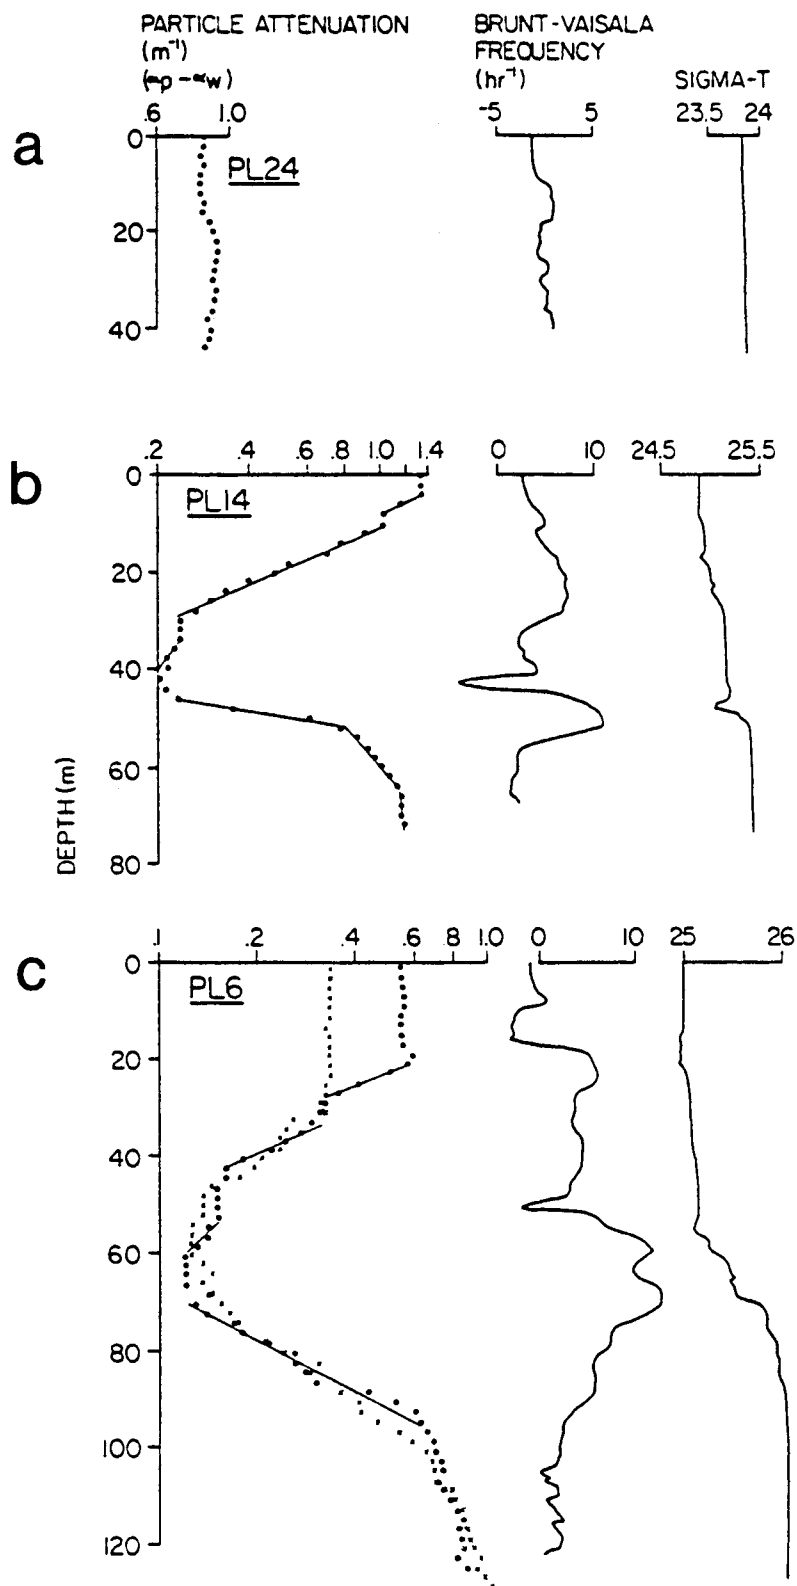 PARTICLE ATTENUATION
(m⁻¹)
(∝p-∝w)
BRUNT-VAISALA
FREQUENCY
(hr⁻¹)
SIGMA-T
a
.6 1.0
-5 5
23.5 24
PL24
0
20
40
b
.2 .4 .6 .8 1.0 1.4
0 10
24.5 25.5
PL14
0
20
40
60
80
DEPTH (m)
c
.1 .2 .4 .6 .8 1.0
0 10
25 26
PL6
0
20
40
60
80
100
120